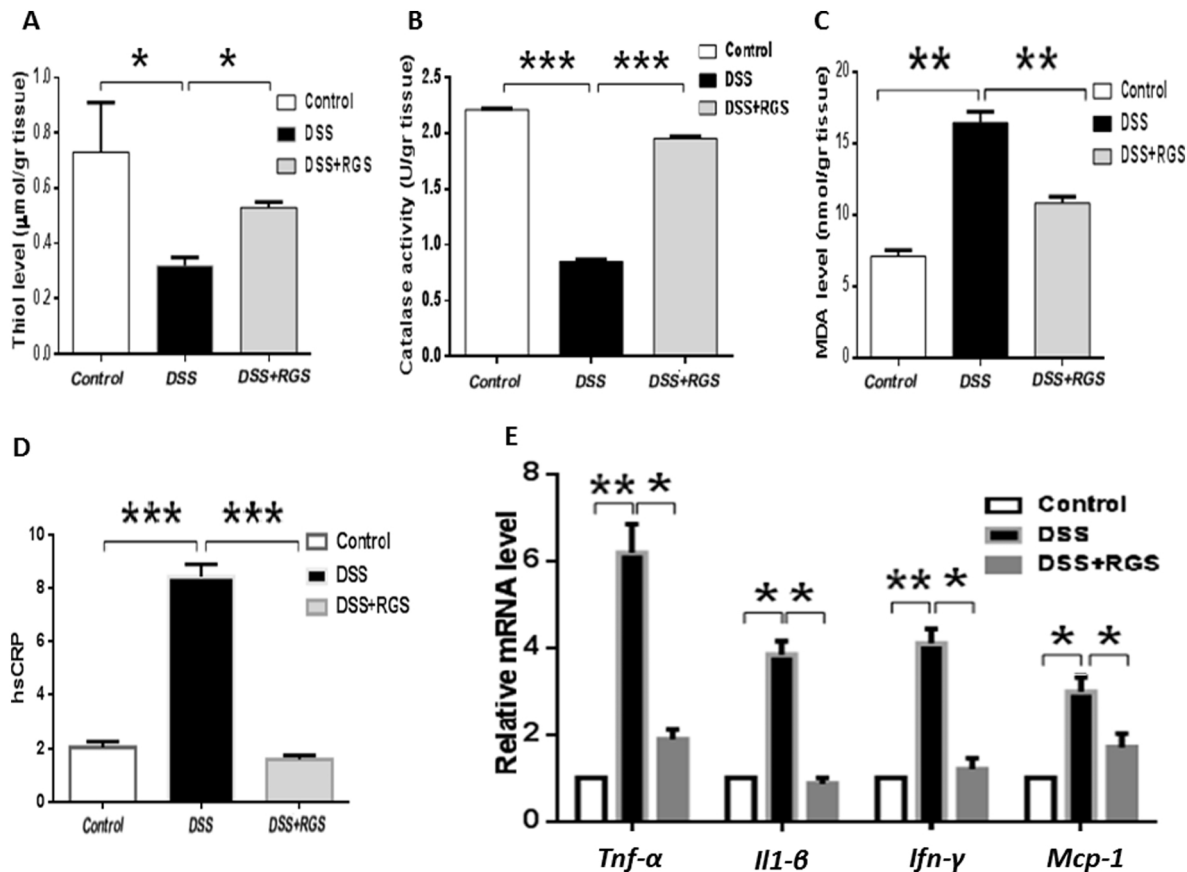 A
* *
Thiol level (μmol/gr tissue)
1.0
0.8
0.6
0.4
0.2
0.0
Control
DSS
DSS+RGS
Control DSS DSS+RGS
B
*** ***
Catalase activity (U/gr tissue)
2.5
2.0
1.5
1.0
0.5
0.0
Control
DSS
DSS+RGS
Control DSS DSS+RGS
C
** **
MDA level (nmol/gr tissue)
20
15
10
5
0
Control
DSS
DSS+RGS
Control DSS DSS+RGS
D
*** ***
hsCRP
10
8
6
4
2
0
Control
DSS
DSS+RGS
Control DSS DSS+RGS
E
Relative mRNA level
8
6
4
2
0
** *
* *
** *
* *
Control
DSS
DSS+RGS
Tnf-α Il1-β Ifn-γ Mcp-1